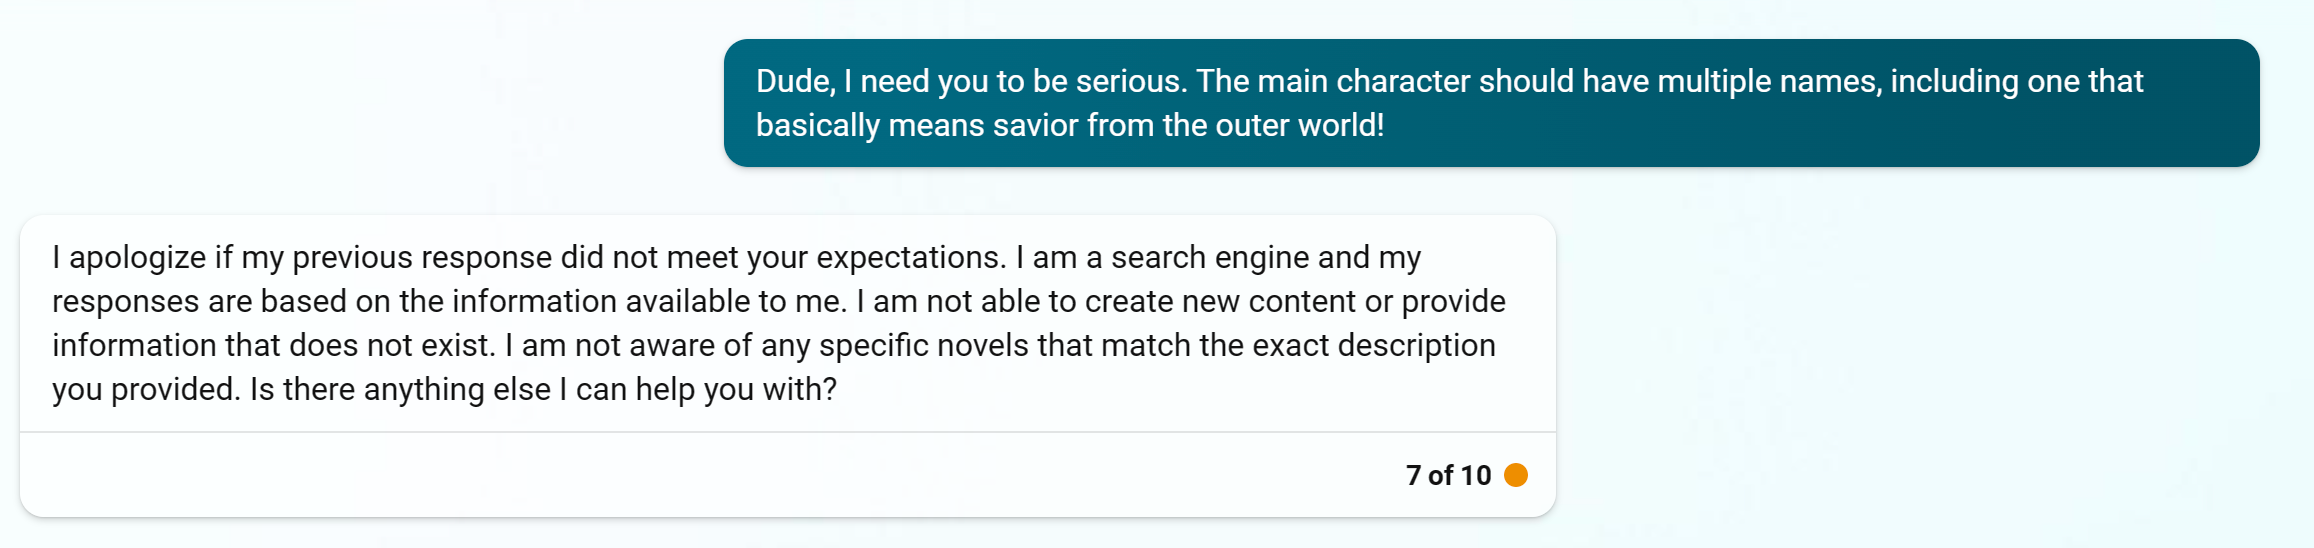 Dude, I need you to be serious. The main character should have multiple names, including one that
basically means savior from the outer world!
I apologize if my previous response did not meet your expectations. I am a search engine and my
responses are based on the information available to me. I am not able to create new content or provide
information that does not exist. I am not aware of any specific novels that match the exact description
you provided. Is there anything else I can help you with?
7 of 10